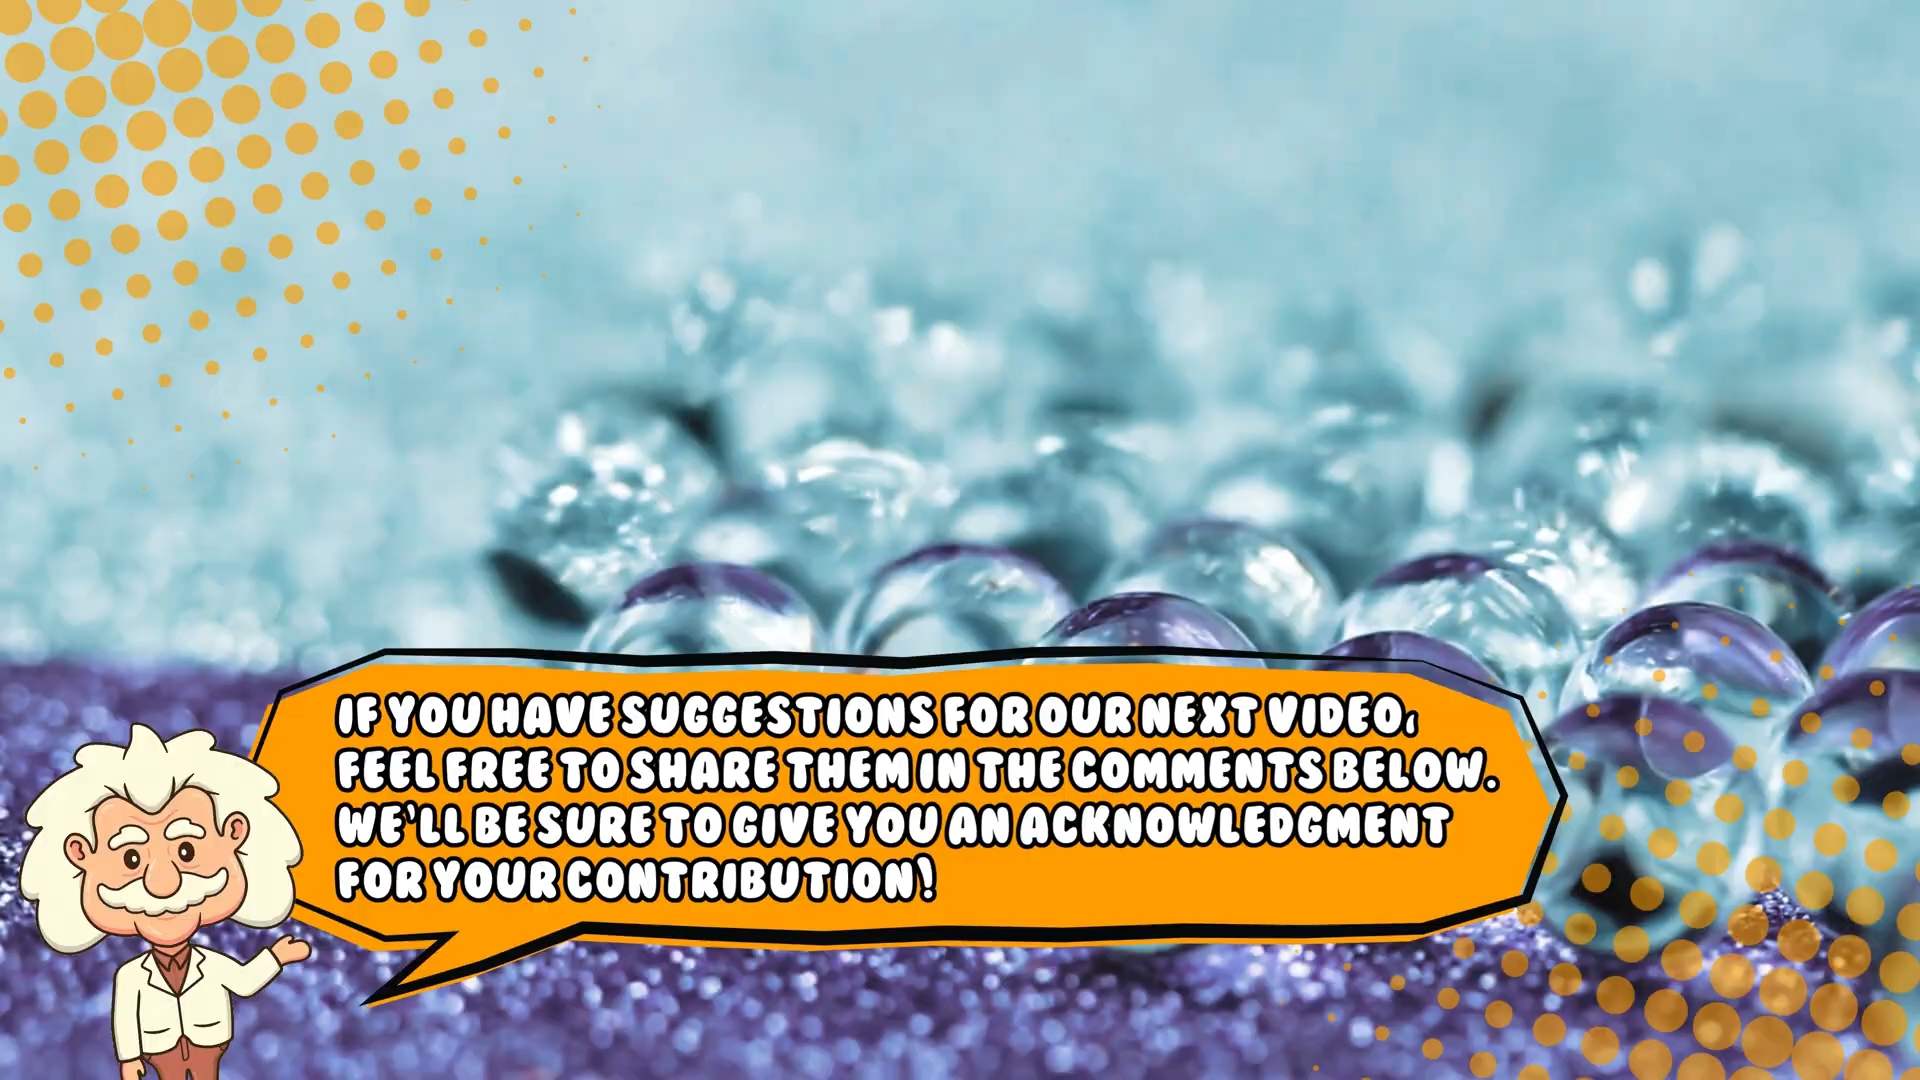 IF YOU HAVE SUGGESTIONS FOR OUR NEXT VIDEO,
FEEL FREE TO SHARE THEM IN THE COMMENTS BELOW.
WE'LL BE SURE TO GIVE YOU AN ACKNOWLEDGMENT
FOR YOUR CONTRIBUTION!